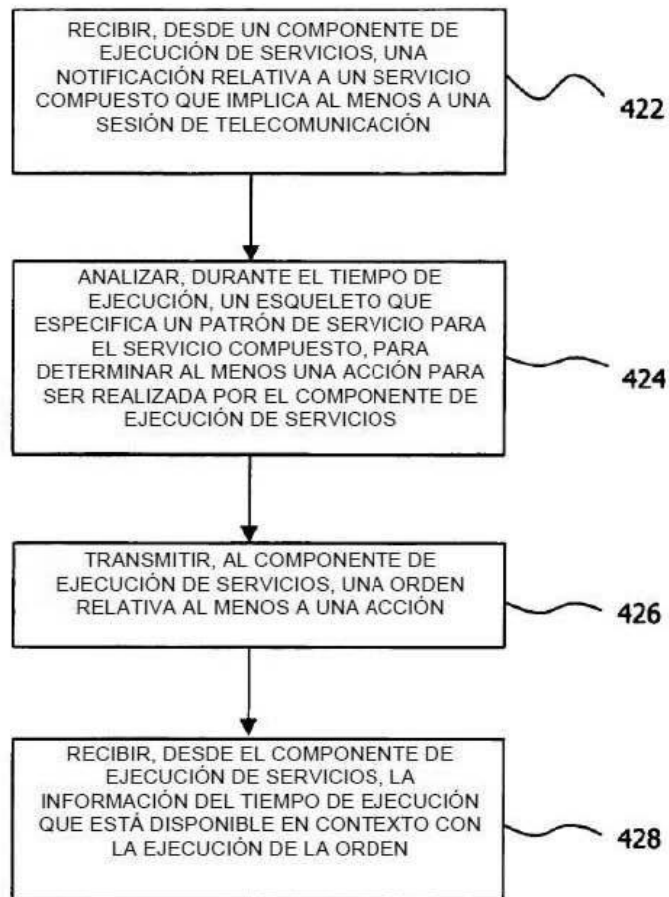 RECIBIR, DESDE UN COMPONENTE DE
EJECUCIÓN DE SERVICIOS, UNA
NOTIFICACIÓN RELATIVA A UN SERVICIO
COMPUESTO QUE IMPLICA AL MENOS A UNA
SESIÓN DE TELECOMUNICACIÓN
422
ANALIZAR, DURANTE EL TIEMPO DE
EJECUCIÓN, UN ESQUELETO QUE
ESPECIFICA UN PATRÓN DE SERVICIO PARA
EL SERVICIO COMPUESTO, PARA
DETERMINAR AL MENOS UNA ACCIÓN PARA
SER REALIZADA POR EL COMPONENTE DE
EJECUCIÓN DE SERVICIOS
424
TRANSMITIR, AL COMPONENTE DE
EJECUCIÓN DE SERVICIOS, UNA ORDEN
RELATIVA AL MENOS A UNA ACCIÓN
426
RECIBIR, DESDE EL COMPONENTE DE
EJECUCIÓN DE SERVICIOS, LA
INFORMACIÓN DEL TIEMPO DE EJECUCIÓN
QUE ESTÁ DISPONIBLE EN CONTEXTO CON
LA EJECUCIÓN DE LA ORDEN
428